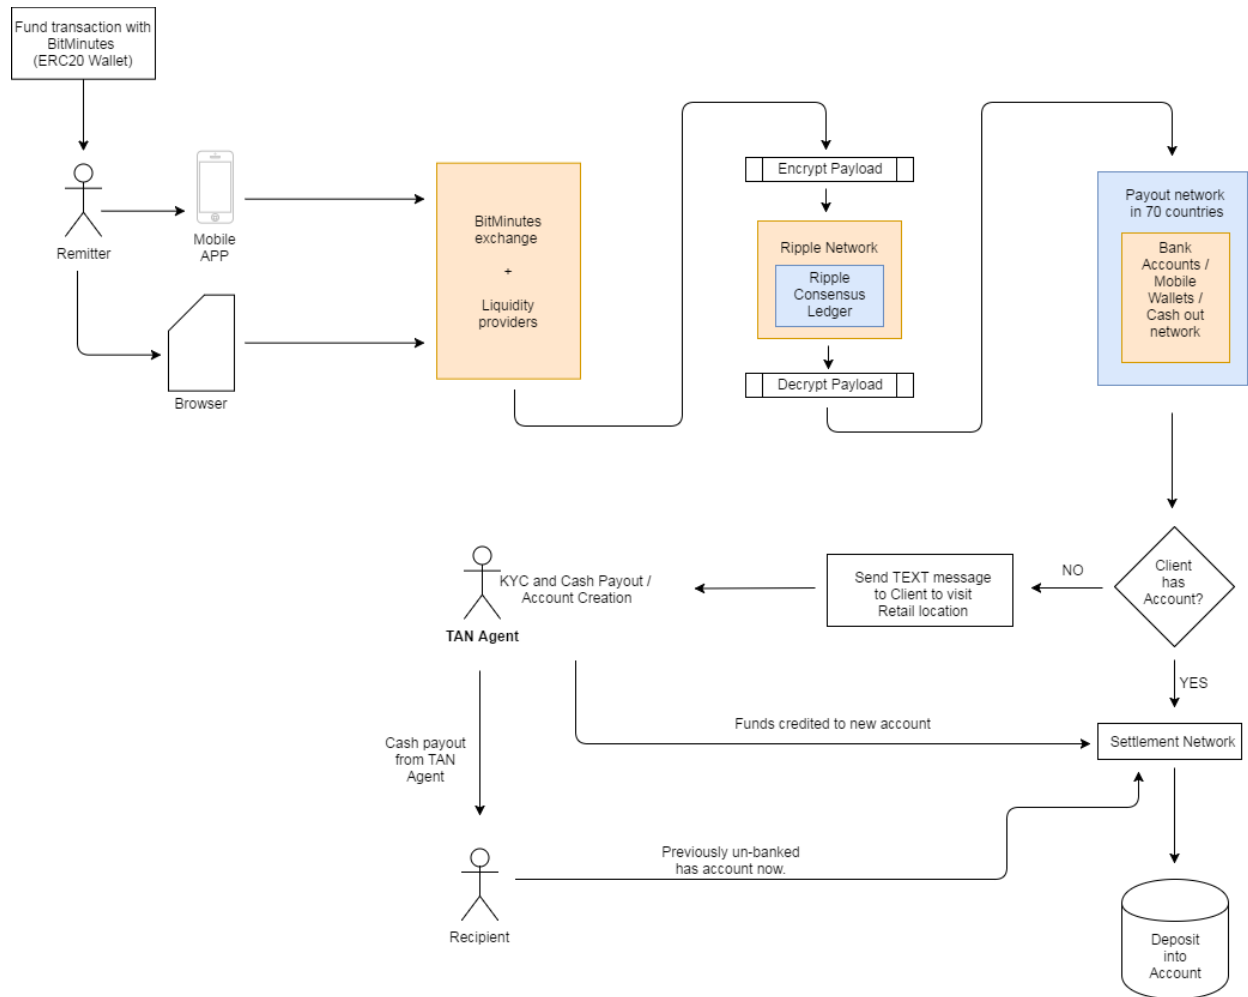 Fund transaction with
BitMinutes
(ERC20 Wallet)
Remitter
Mobile
APP
Browser
BitMinutes
exchange
+
Liquidity
providers
Encrypt Payload
Ripple Network
Ripple
Consensus
Ledger
Decrypt Payload
Payout network
in 70 countries
Bank
Accounts /
Mobile
Wallets /
Cash out
network
Client
has
Account?
NO
YES
Send TEXT message
to Client to visit
Retail location
KYC and Cash Payout /
Account Creation
TAN Agent
Funds credited to new account
Settlement Network
Cash payout
from TAN
Agent
Previously un-banked
has account now.
Recipient
Deposit
into
Account